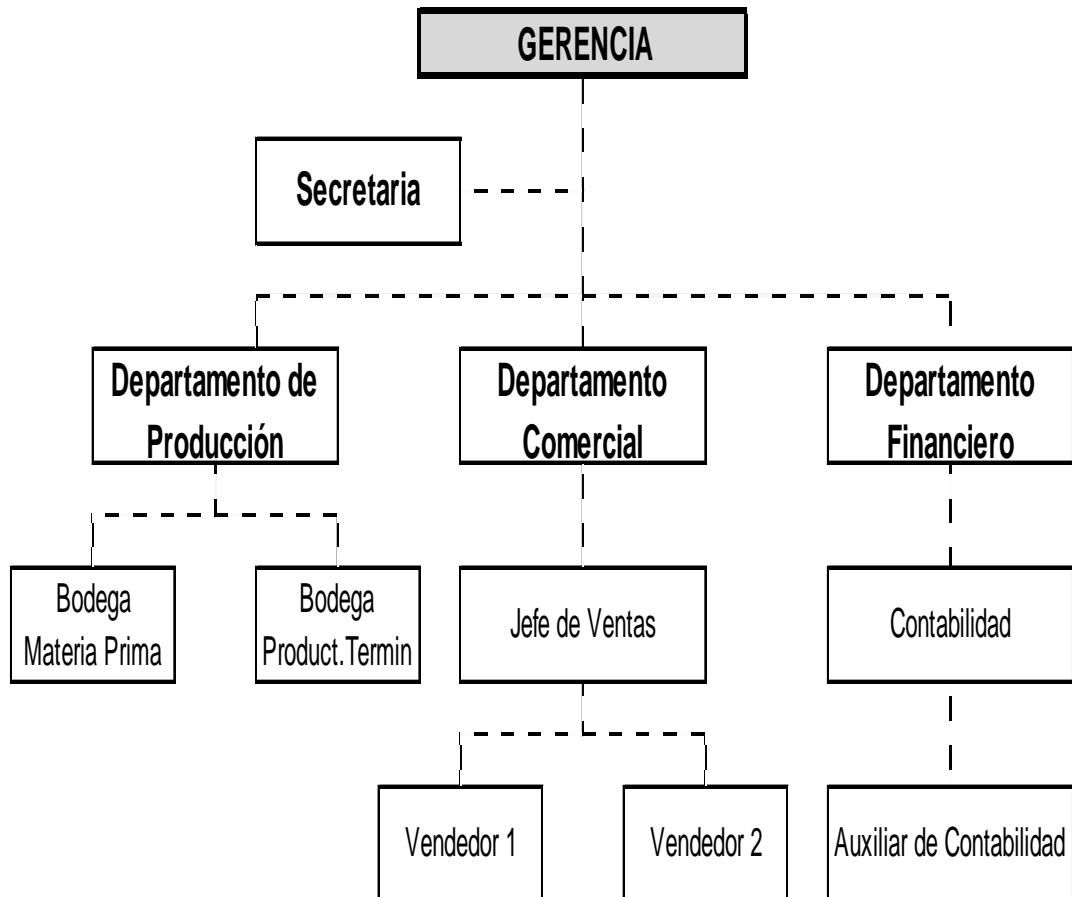 GERENCIA
Secretaria
Departamento de
Producción
Departamento
Comercial
Departamento
Financiero
Bodega
Materia Prima
Bodega
Product.Termin
Jefe de Ventas
Contabilidad
Vendedor 1
Vendedor 2
Auxiliar de Contabilidad